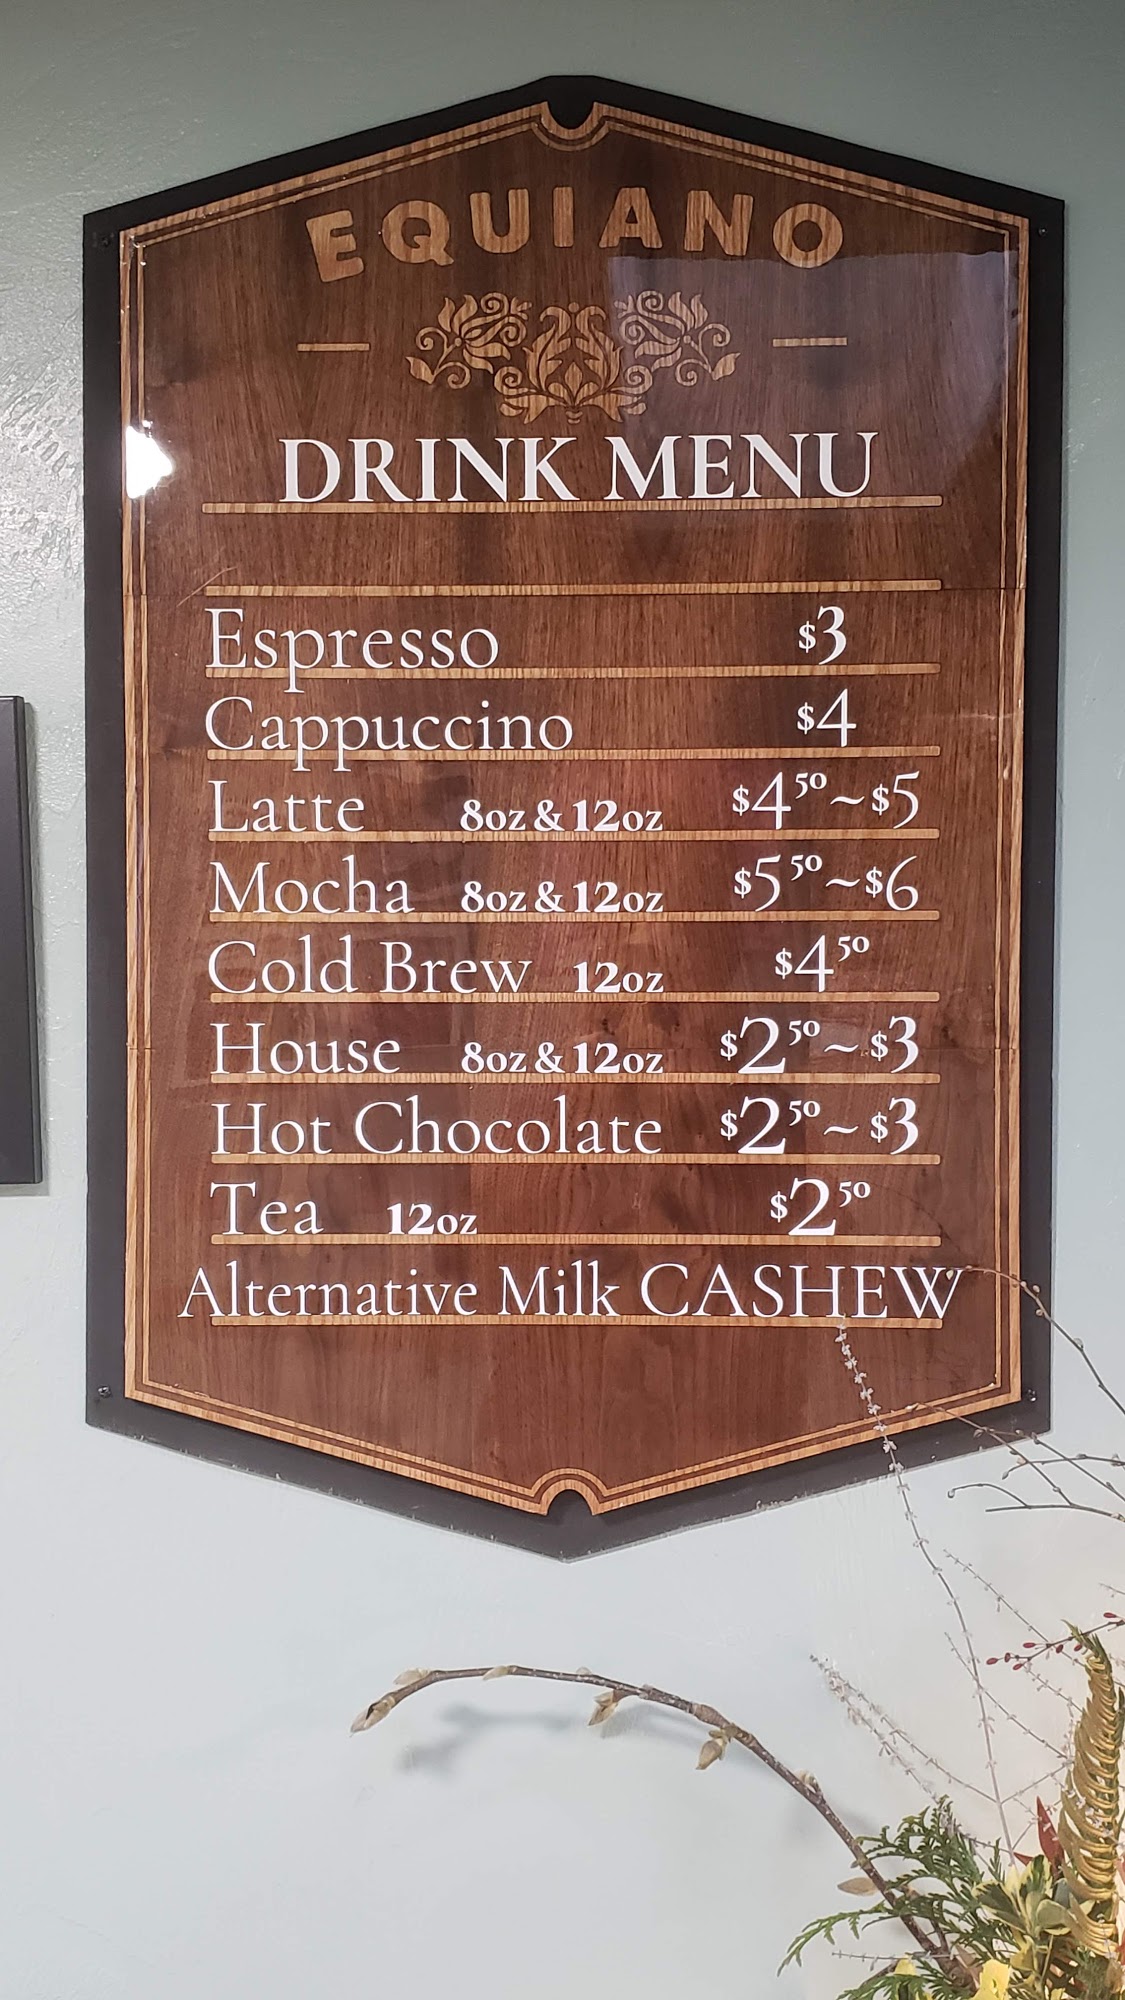 EQUIANO
DRINK MENU
Espresso $3
Cappuccino $4
Latte 8oz & 12oz $4⁵⁰ ~ $5
Mocha 8oz & 12oz $5⁵⁰ ~ $6
Cold Brew 12oz $4⁵⁰
House 8oz & 12oz $2⁵⁰ ~ $3
Hot Chocolate $2⁵⁰ ~ $3
Tea 12oz $2⁵⁰
Alternative Milk CASHEW